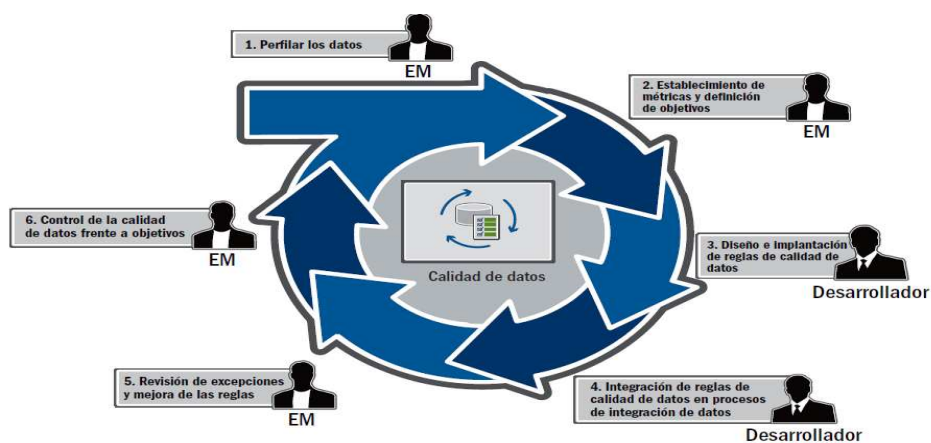 1. Perfilar los datos
EM
2. Establecimiento de
métricas y definición
de objetivos
EM
3. Diseño e implantación
de reglas de calidad de
datos
Desarrollador
4. Integración de reglas de
calidad de datos en procesos
de integración de datos
Desarrollador
5. Revisión de excepciones
y mejora de las reglas
EM
6. Control de la calidad
de datos frente a objetivos
EM
Calidad de datos